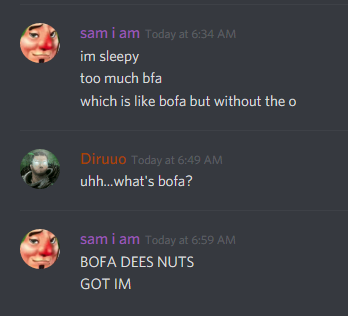 sam i am Today at 6:34 AM
im sleepy
too much bfa
which is like bofa but without the o
Diruuo Today at 6:49 AM
uhh...what's bofa?
sam i am Today at 6:59 AM
BOFA DEES NUTS
GOT IM